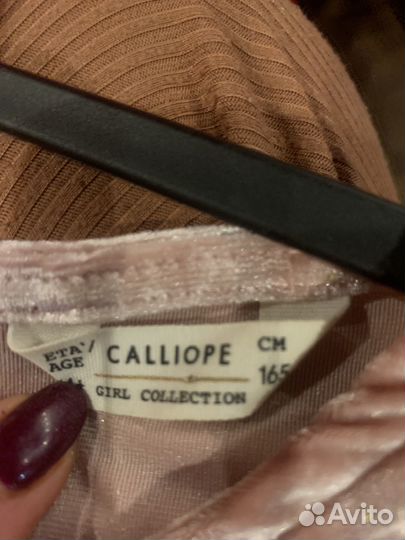 ETA'/
AGE
CALLIOPE
GIRL COLLECTION
CM
165
Avito